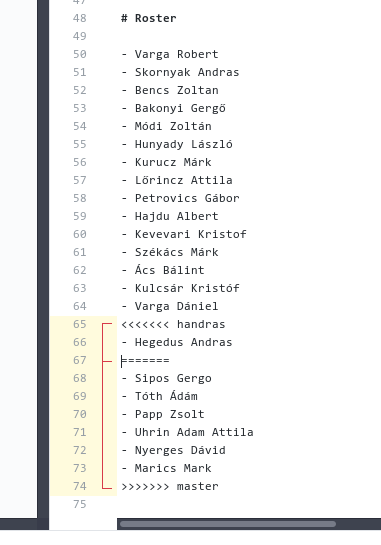 47
48 # Roster
49
50 - Varga Robert
51 - Skornyak Andras
52 - Bencs Zoltan
53 - Bakonyi Gergő
54 - Módi Zoltán
55 - Hunyady László
56 - Kurucz Márk
57 - Lőrincz Attila
58 - Petrovics Gábor
59 - Hajdu Albert
60 - Kevevari Kristof
61 - Székács Márk
62 - Ács Bálint
63 - Kulcsár Kristóf
64 - Varga Dániel
65 <<<<<<< handras
66 - Hegedus Andras
67 =======
68 - Sipos Gergo
69 - Tóth Ádám
70 - Papp Zsolt
71 - Uhrin Adam Attila
72 - Nyerges Dávid
73 - Marics Mark
74 >>>>>>> master
75